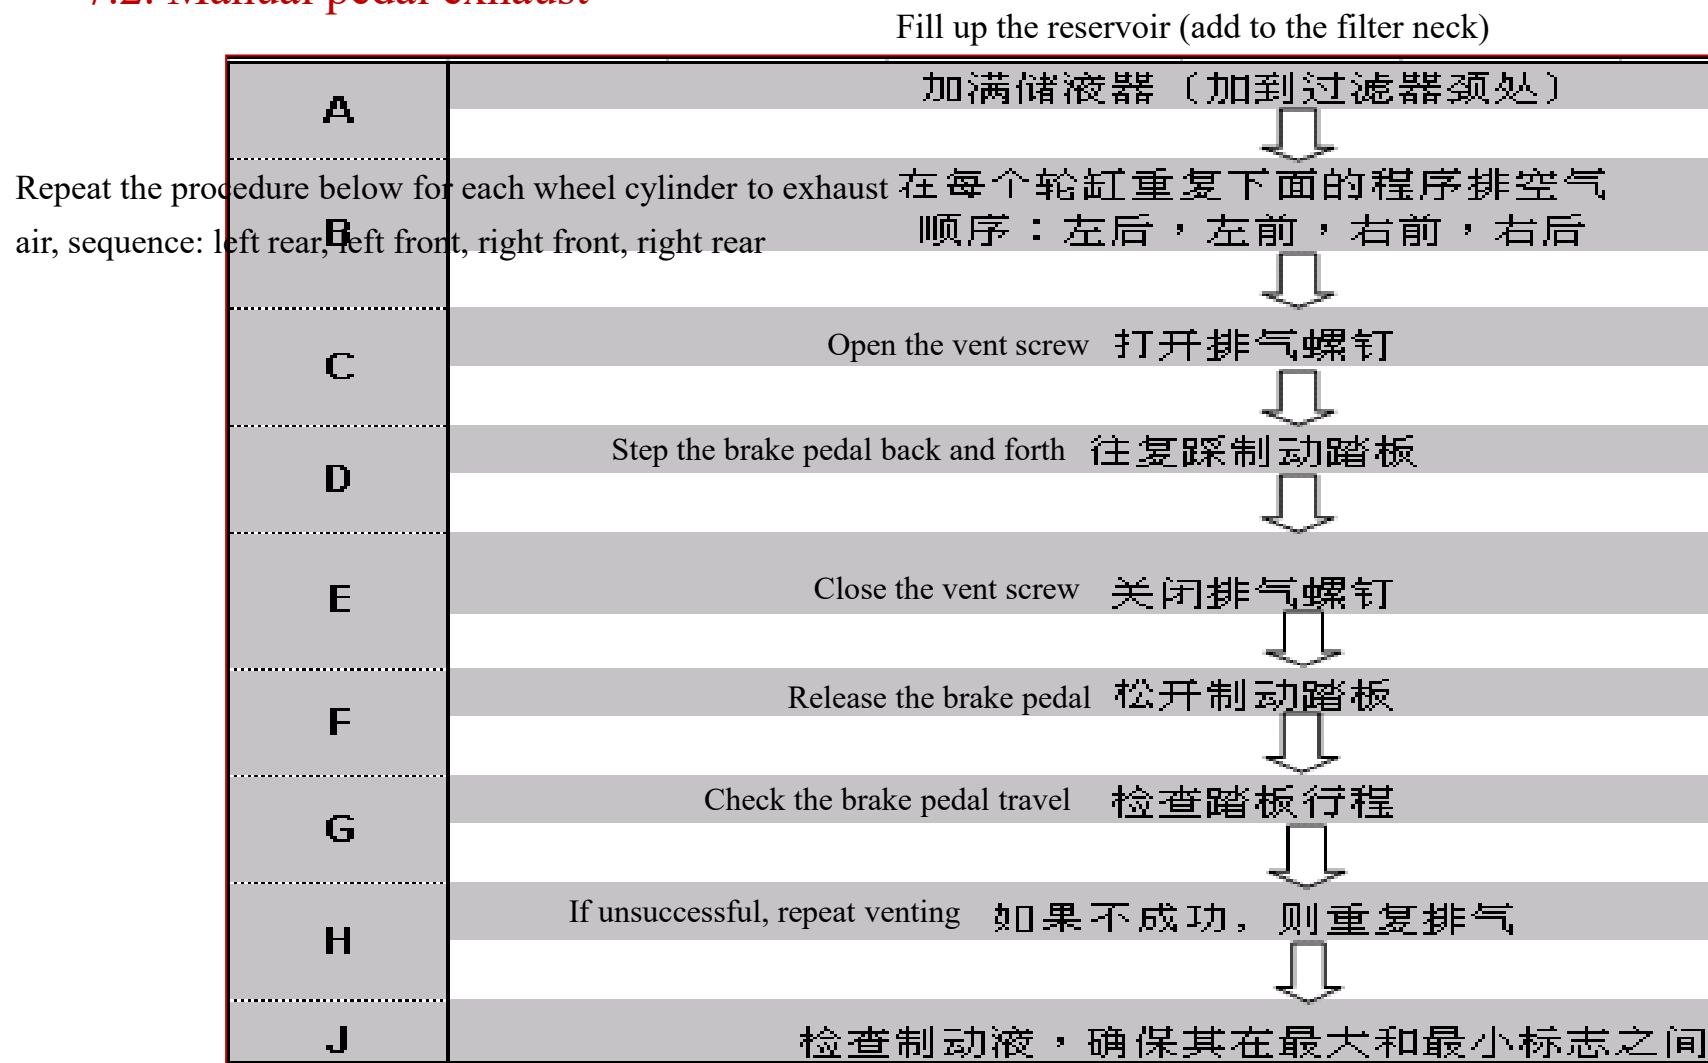 7.2. Manual pedal exhaust
Fill up the reservoir (add to the filter neck)
A
加满储液器（加到过滤器颈处）
Repeat the procedure below for each wheel cylinder to exhaust
air, sequence: left rear, left front, right front, right rear
B
在每个轮缸重复下面的程序排空气
顺序：左后，左前，右前，右后
C
Open the vent screw 打开排气螺钉
D
Step the brake pedal back and forth 往复踩制动踏板
E
Close the vent screw 关闭排气螺钉
F
Release the brake pedal 松开制动踏板
G
Check the brake pedal travel 检查踏板行程
H
If unsuccessful, repeat venting 如果不成功，则重复排气
J
检查制动液，确保其在最大和最小标志之间